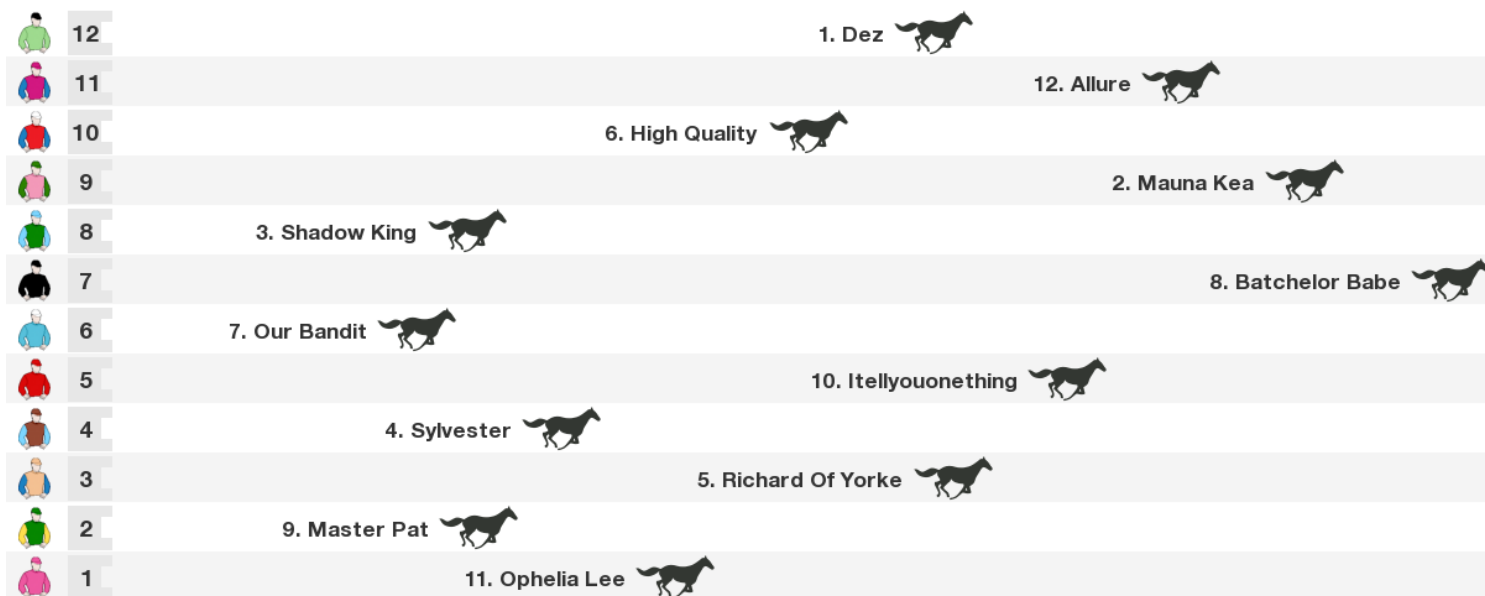 12 1. Dez
11 12. Allure
10 6. High Quality
9 2. Mauna Kea
8 3. Shadow King
7 8. Batchelor Babe
6 7. Our Bandit
5 10. Itellyouonething
4 4. Sylvester
3 5. Richard Of Yorke
2 9. Master Pat
1 11. Ophelia Lee